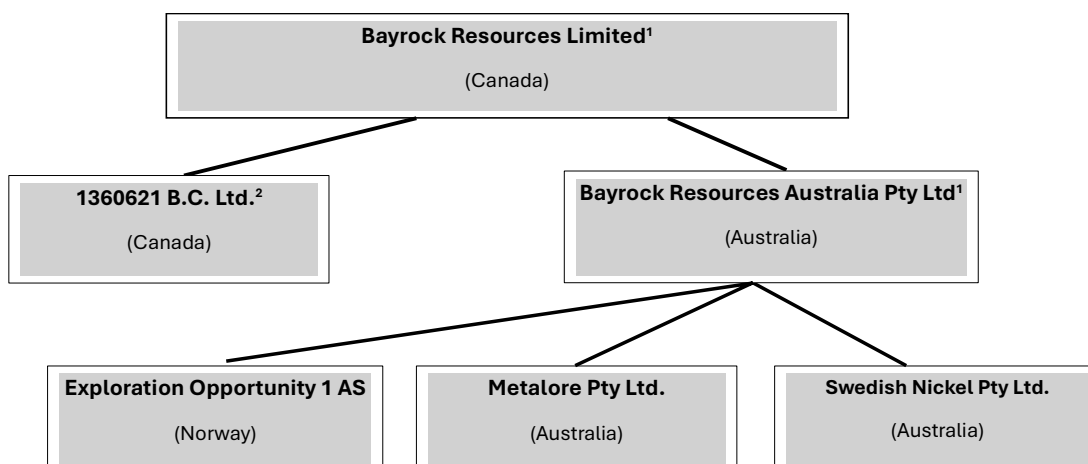 Bayrock Resources Limited¹
(Canada)
1360621 B.C. Ltd.²
(Canada)
Bayrock Resources Australia Pty Ltd¹
(Australia)
Exploration Opportunity 1 AS
(Norway)
Metalore Pty Ltd.
(Australia)
Swedish Nickel Pty Ltd.
(Australia)